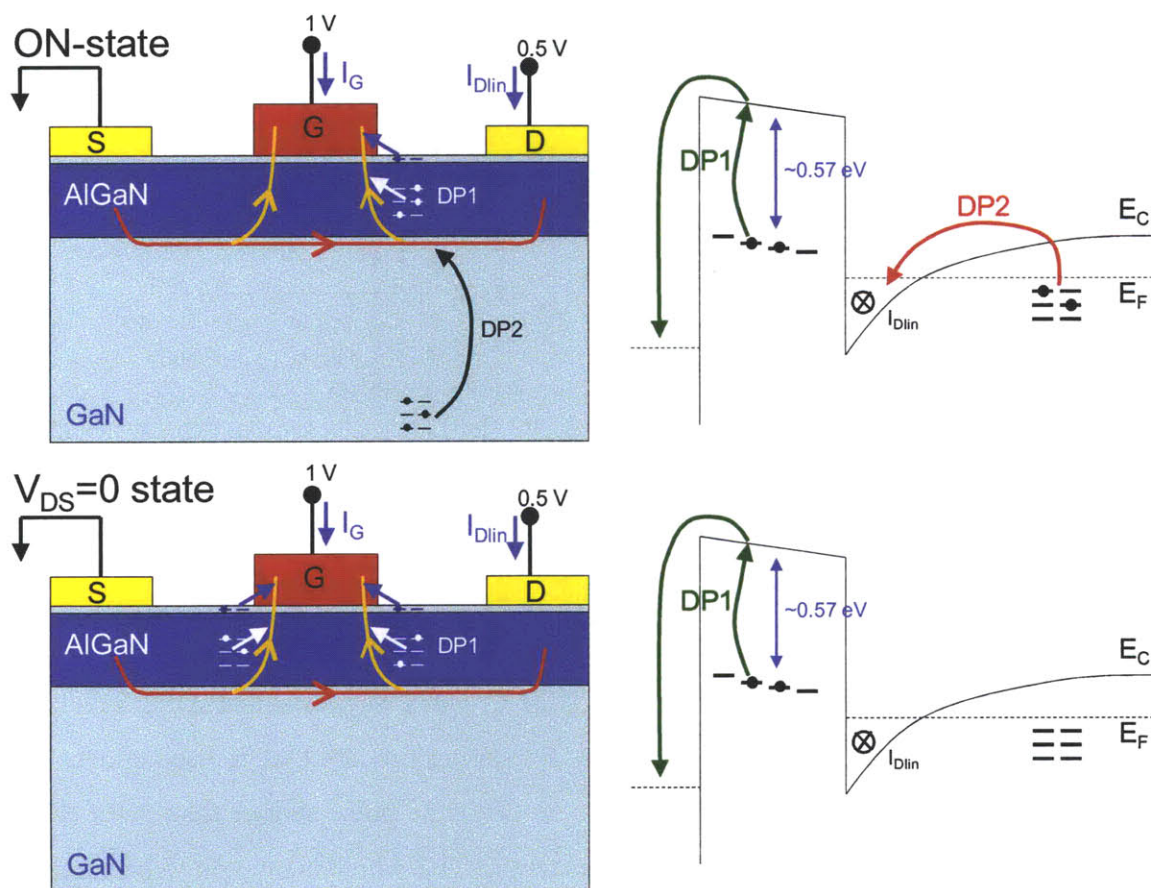 ON-state
1 V
I_G
0.5 V
I_Dlin
S
G
D
AlGaN
DP1
DP2
GaN
DP1
~0.57 eV
DP2
E_C
E_F
I_Dlin
V_DS=0 state
1 V
I_G
0.5 V
I_Dlin
S
G
D
AlGaN
DP1
GaN
DP1
~0.57 eV
E_C
E_F
I_Dlin